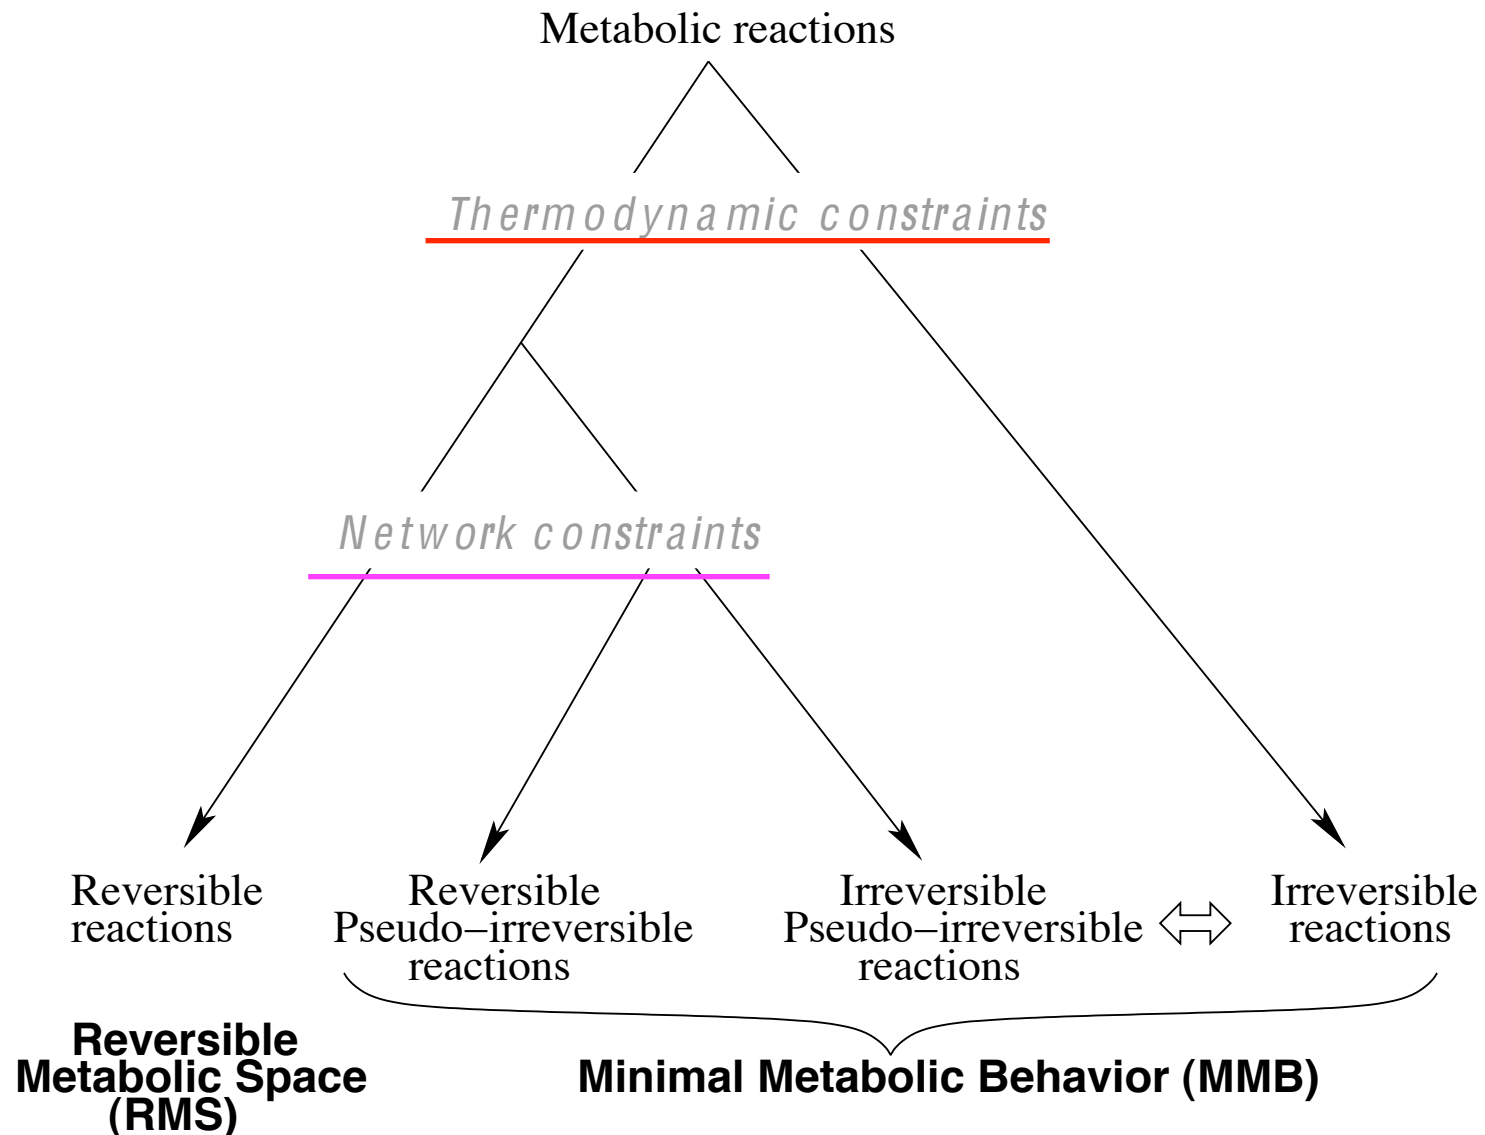 Metabolic reactions
Thermodynamic constraints
Network constraints
Reversible
reactions
Reversible
Pseudo−irreversible
reactions
Irreversible
Pseudo−irreversible
reactions
Irreversible
reactions
Reversible
Metabolic Space
(RMS)
Minimal Metabolic Behavior (MMB)